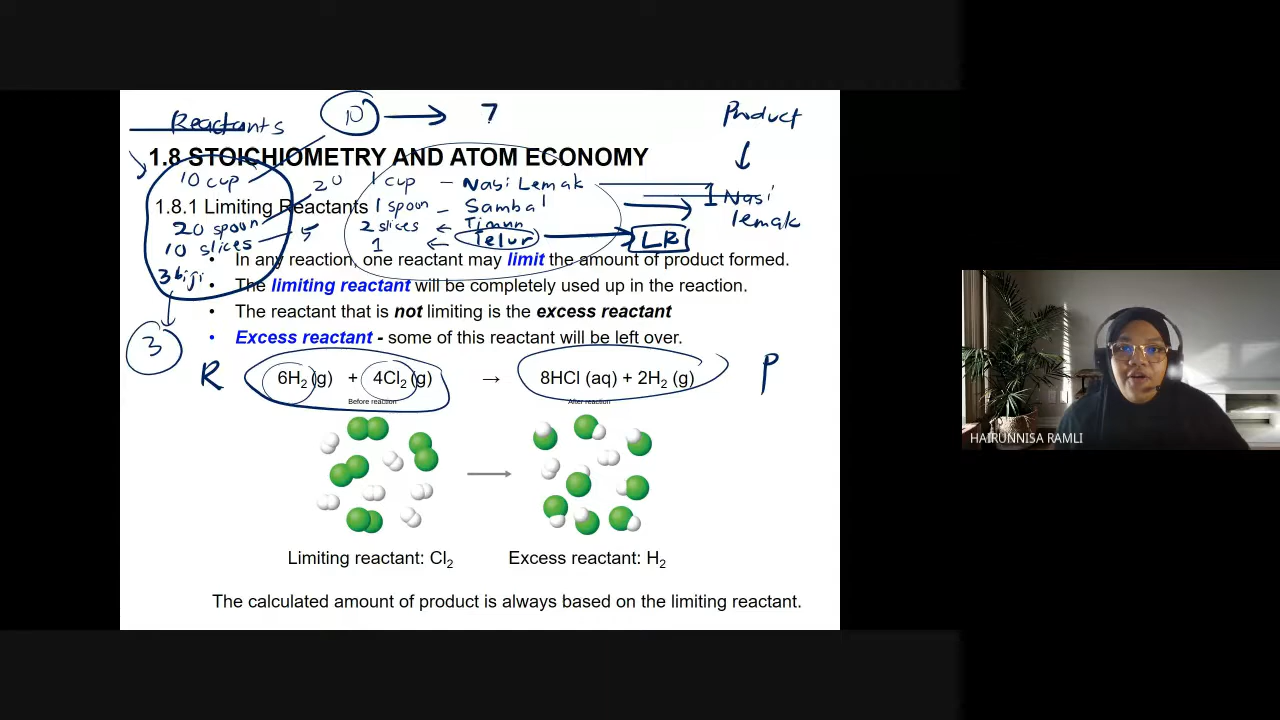 Reactants 10 → 7 Product
1.8 STOICHIOMETRY AND ATOM ECONOMY
↓
10 cup 20 1 cup – Nasi Lemak
1.8.1 Limiting Reactants 1 spoon – Sambal → 1 Nasi lemak
20 spoon 2 slices ← Timun
10 slices 5 1 ← Telur → LR
• In any reaction, one reactant may limit the amount of product formed.
3 biji
• The limiting reactant will be completely used up in the reaction.
• The reactant that is not limiting is the excess reactant
• Excess reactant - some of this reactant will be left over.
3
R 6H₂ (g) + 4Cl₂ (g) → 8HCl (aq) + 2H₂ (g) P
Before reaction After reaction
Limiting reactant: Cl₂ Excess reactant: H₂
The calculated amount of product is always based on the limiting reactant.
HAIRUNNISA RAMLI